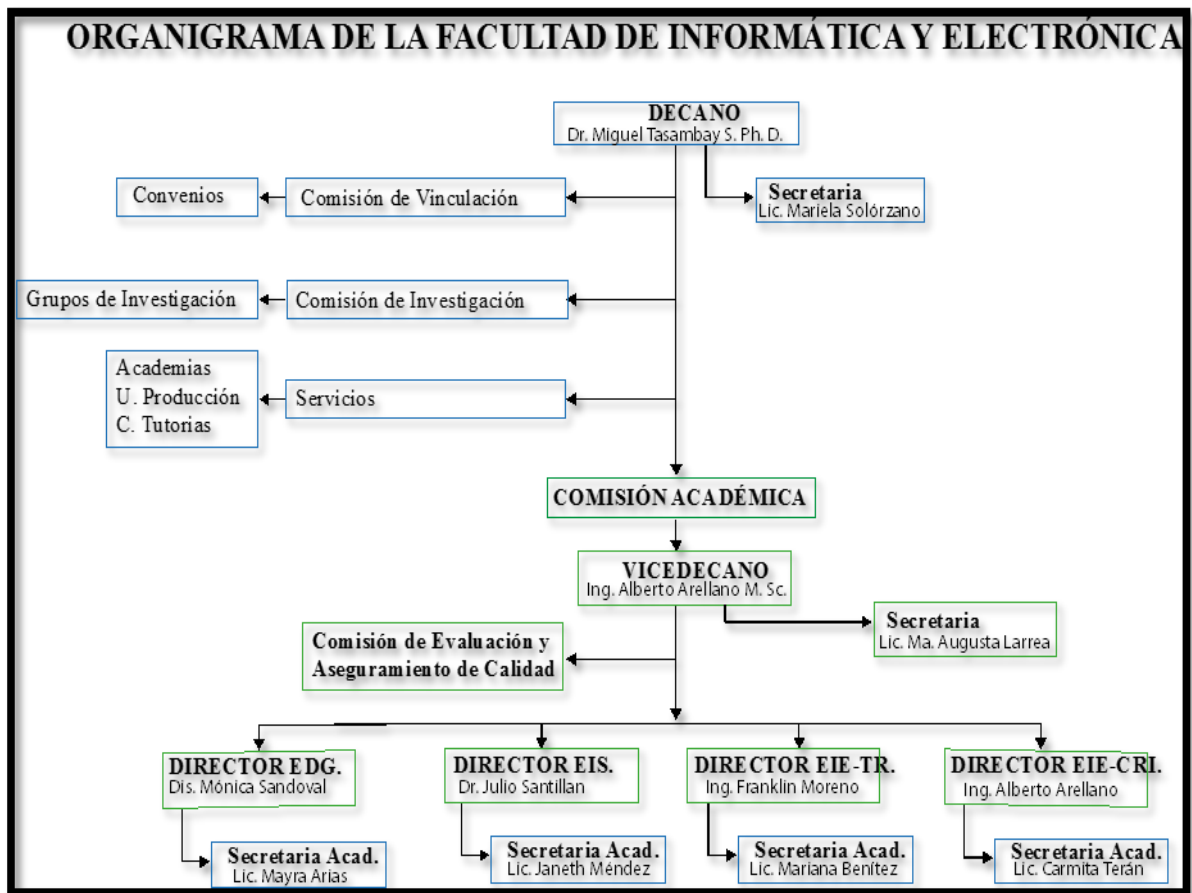 ORGANIGRAMA DE LA FACULTAD DE INFORMÁTICA Y ELECTRÓNICA
DECANO
Dr. Miguel Tasambay S. Ph. D.
Convenios
Comisión de Vinculación
Secretaria
Lic. Mariela Solórzano
Grupos de Investigación
Comisión de Investigación
Academias
U. Producción
C. Tutorias
Servicios
COMISIÓN ACADÉMICA
VICEDECANO
Ing. Alberto Arellano M. Sc.
Secretaria
Lic. Ma. Augusta Larrea
Comisión de Evaluación y
Aseguramiento de Calidad
DIRECTOR EDG.
Dis. Mónica Sandoval
DIRECTOR EIS.
Dr. Julio Santillan
DIRECTOR EIE-TR.
Ing. Franklin Moreno
DIRECTOR EIE-CRI.
Ing. Alberto Arellano
Secretaria Acad.
Lic. Mayra Arias
Secretaria Acad.
Lic. Janeth Méndez
Secretaria Acad.
Lic. Mariana Benítez
Secretaria Acad.
Lic. Carmita Terán